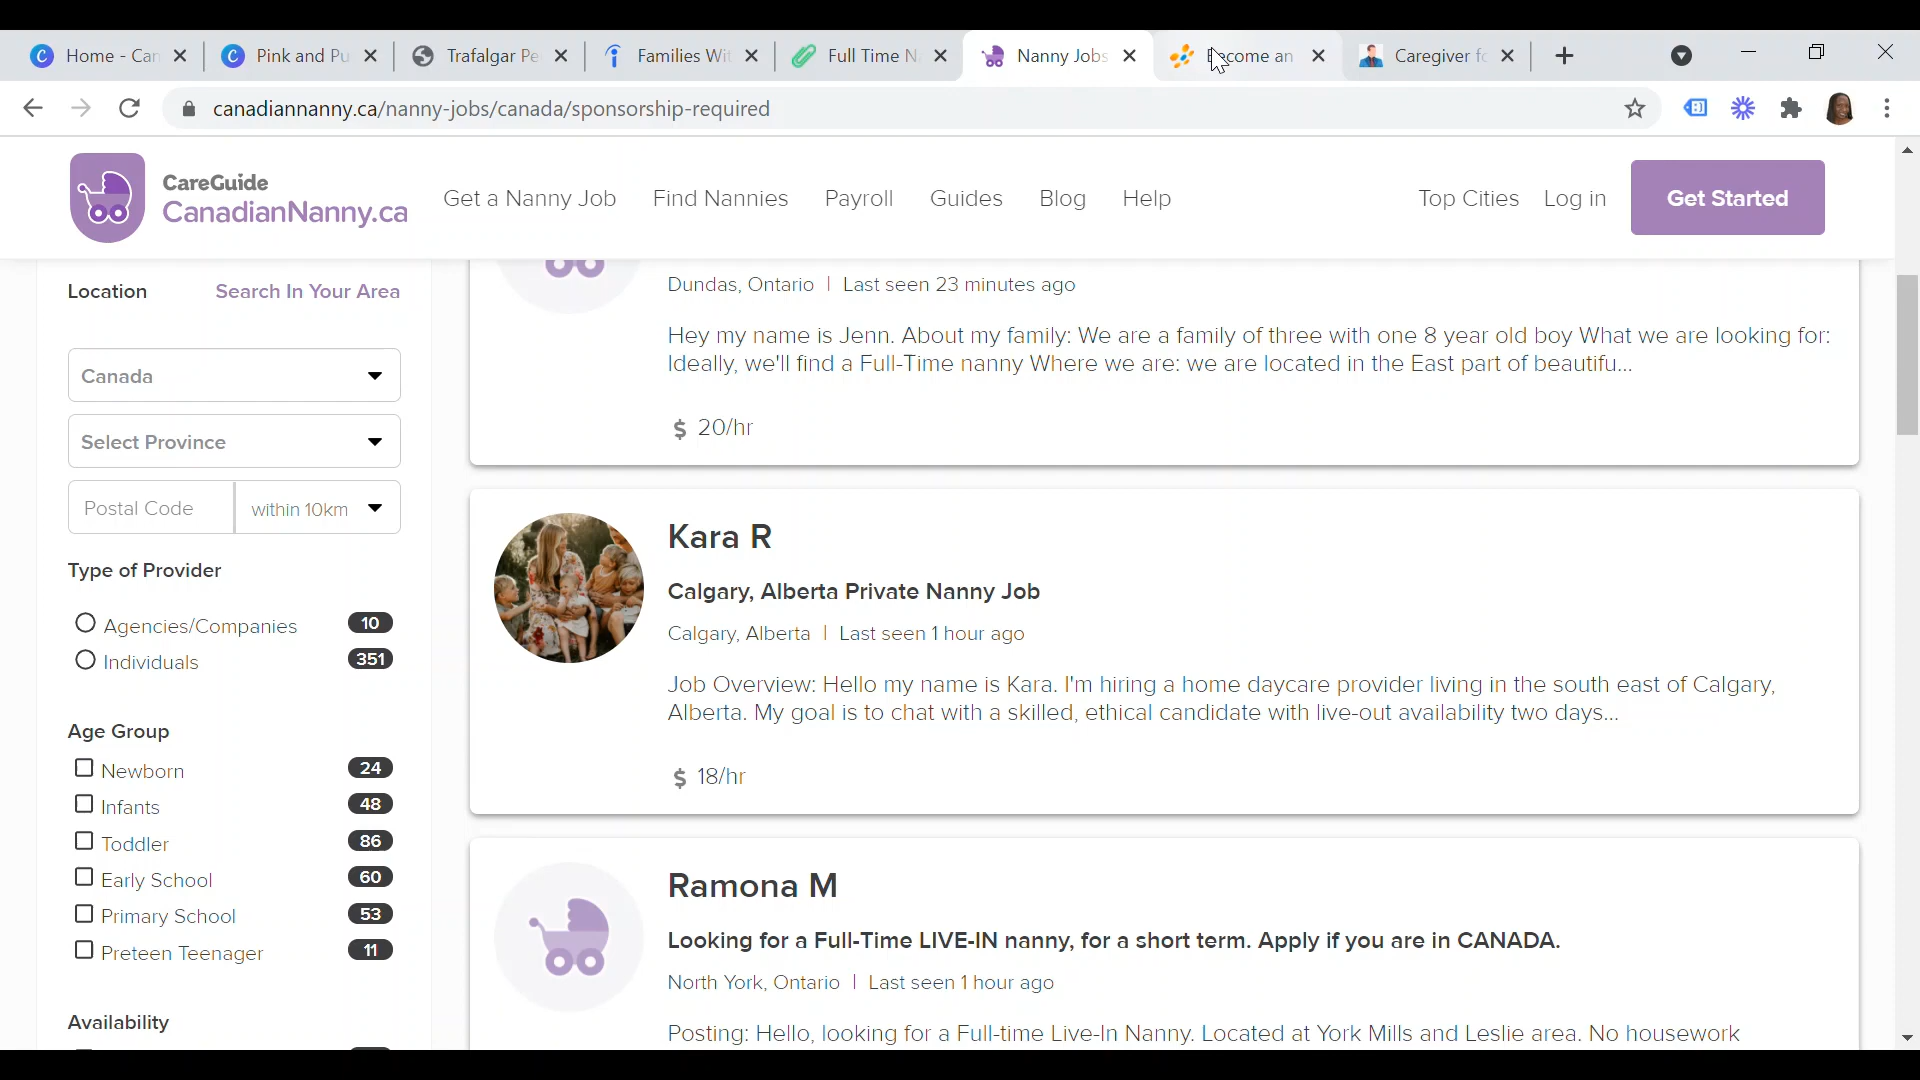 Home - Can
Pink and Pu
Trafalgar Pe
Families Wit
Full Time N
Nanny Jobs
Become an
Caregiver fo
canadiannanny.ca/nanny-jobs/canada/sponsorship-required
CareGuide
CanadianNanny.ca
Get a Nanny Job
Find Nannies
Payroll
Guides
Blog
Help
Top Cities
Log in
Get Started
Location
Search In Your Area
Canada
Select Province
Postal Code
within 10km
Type of Provider
Agencies/Companies 10
Individuals 351
Age Group
Newborn 24
Infants 48
Toddler 86
Early School 60
Primary School 53
Preteen Teenager 11
Availability
Dundas, Ontario | Last seen 23 minutes ago
Hey my name is Jenn. About my family: We are a family of three with one 8 year old boy What we are looking for:
Ideally, we'll find a Full-Time nanny Where we are: we are located in the East part of beautifu...
$ 20/hr
Kara R
Calgary, Alberta Private Nanny Job
Calgary, Alberta | Last seen 1 hour ago
Job Overview: Hello my name is Kara. I'm hiring a home daycare provider living in the south east of Calgary,
Alberta. My goal is to chat with a skilled, ethical candidate with live-out availability two days...
$ 18/hr
Ramona M
Looking for a Full-Time LIVE-IN nanny, for a short term. Apply if you are in CANADA.
North York, Ontario | Last seen 1 hour ago
Posting: Hello, looking for a Full-time Live-In Nanny. Located at York Mills and Leslie area. No housework